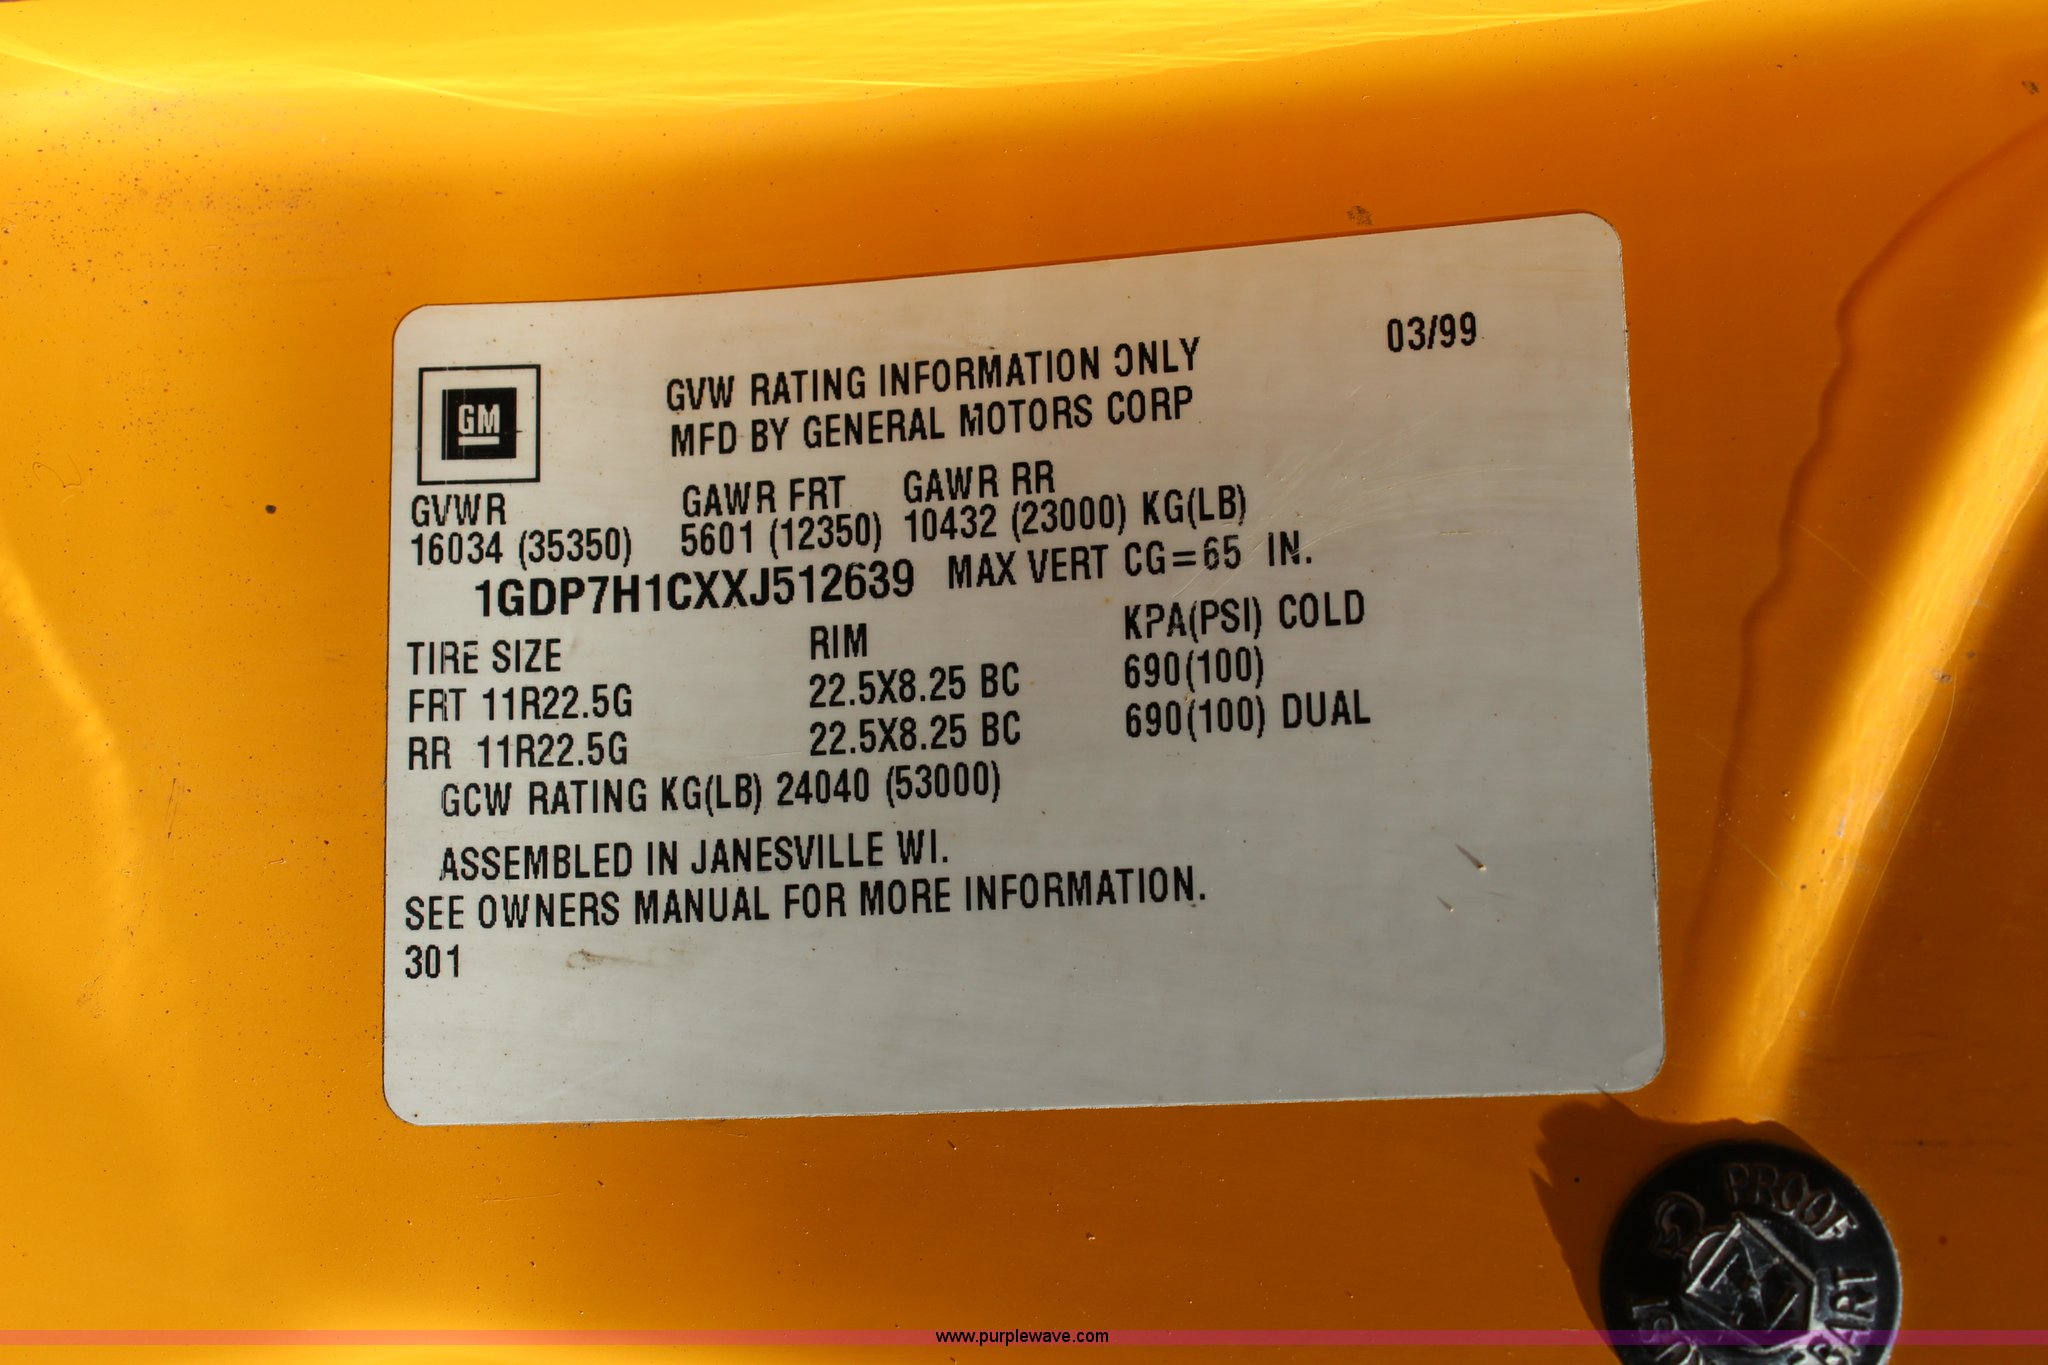 03/99
GVW RATING INFORMATION ONLY
MFD BY GENERAL MOTORS CORP
GM
GVWR GAWR FRT GAWR RR
16034 (35350) 5601 (12350) 10432 (23000) KG(LB)
1GDP7H1CXXJ512639 MAX VERT CG=65 IN.
TIRE SIZE RIM KPA(PSI) COLD
FRT 11R22.5G 22.5X8.25 BC 690(100)
RR 11R22.5G 22.5X8.25 BC 690(100) DUAL
GCW RATING KG(LB) 24040 (53000)
ASSEMBLED IN JANESVILLE WI.
SEE OWNERS MANUAL FOR MORE INFORMATION.
301
PROOF
www.purplewave.com